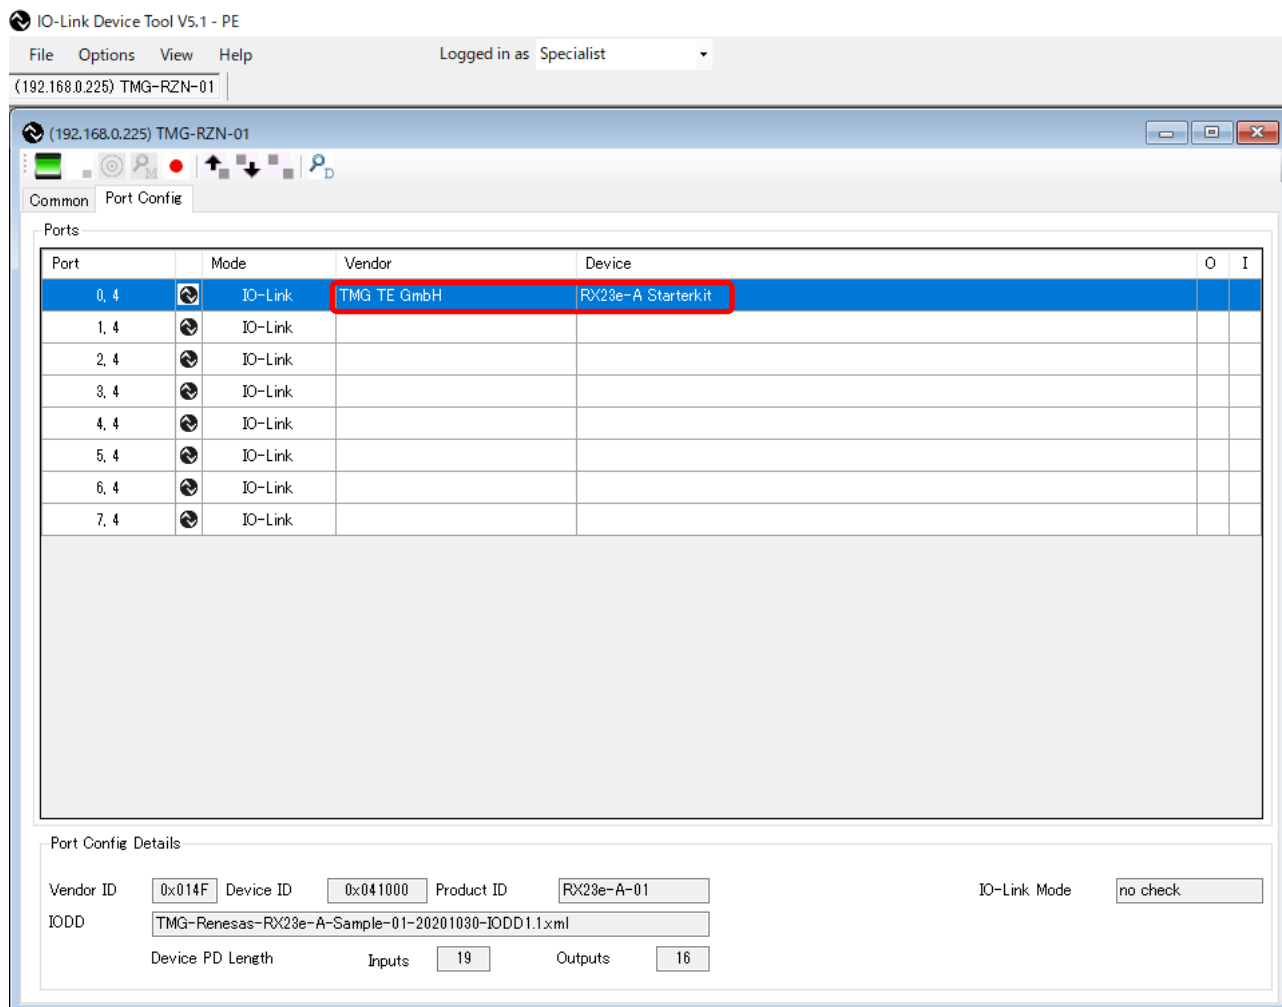 IO-Link Device Tool V5.1 - PE
File Options View Help Logged in as Specialist
(192.168.0.225) TMG-RZN-01
(192.168.0.225) TMG-RZN-01
M D
Common Port Config
Ports
Port Mode Vendor Device O I
0, 4 IO-Link TMG TE GmbH RX23e-A Starterkit
1, 4 IO-Link
2, 4 IO-Link
3, 4 IO-Link
4, 4 IO-Link
5, 4 IO-Link
6, 4 IO-Link
7, 4 IO-Link
Port Config Details
Vendor ID 0x014F Device ID 0x041000 Product ID RX23e-A-01 IO-Link Mode no check
IODD TMG-Renesas-RX23e-A-Sample-01-20201030-IODD1.1.xml
Device PD Length Inputs 19 Outputs 16